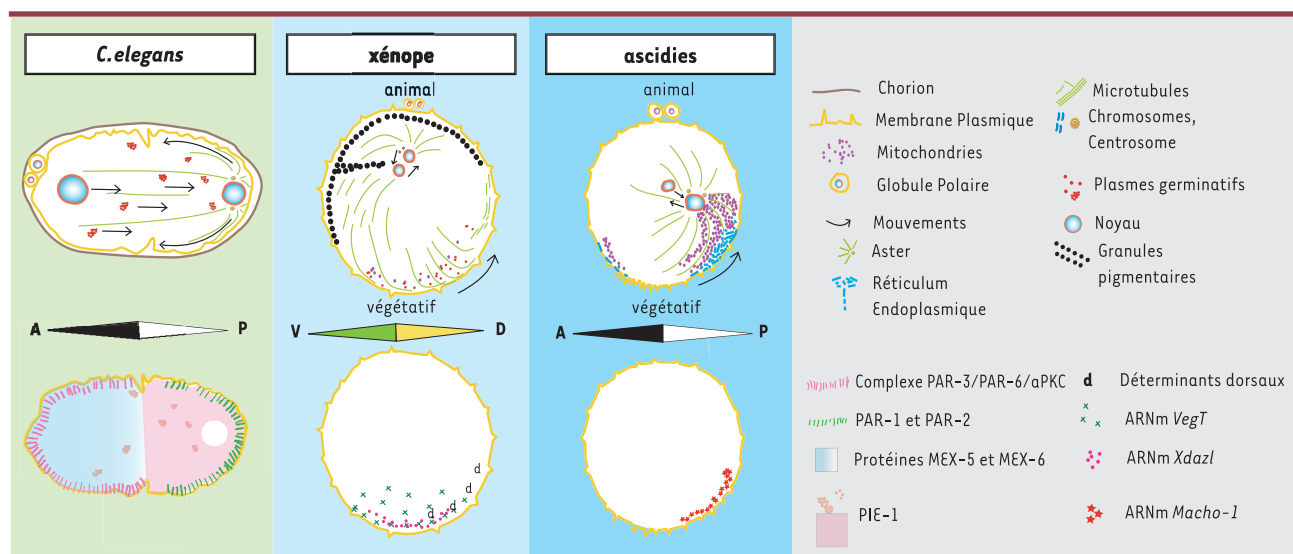 C.elegans
xénope
ascidies
animal
animal
végétatif
végétatif
A
P
V
D
A
P
d
d
d
d
Chorion
Membrane Plasmique
Mitochondries
Globule Polaire
Mouvements
Aster
Réticulum
Endoplasmique
Microtubules
Chromosomes,
Centrosome
Plasmes germinatifs
Noyau
Granules
pigmentaires
Complexe PAR-3/PAR-6/aPKC
PAR-1 et PAR-2
Protéines MEX-5 et MEX-6
PIE-1
d Déterminants dorsaux
ARNm VegT
ARNm Xdazl
ARNm Macho-1